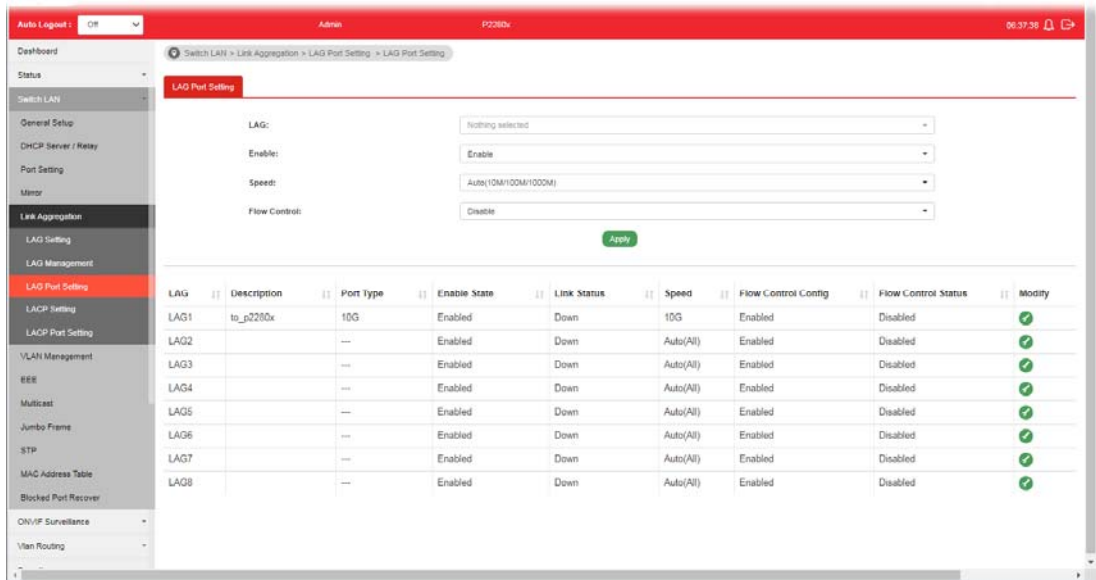 Auto Logout : Off Admin P2280x 06:37:38
Dashboard
Status
Switch LAN
General Setup
DHCP Server / Relay
Port Setting
Mirror
Link Aggregation
LAG Setting
LAG Management
LAG Port Setting
LACP Setting
LACP Port Setting
VLAN Management
EEE
Multicast
Jumbo Frame
STP
MAC Address Table
Blocked Port Recover
ONVIF Surveillance
Vlan Routing
Switch LAN > Link Aggregation > LAG Port Setting > LAG Port Setting
LAG Port Setting
LAG: Nothing selected
Enable: Enable
Speed: Auto(10M/100M/1000M)
Flow Control: Disable
Apply
LAG Description Port Type Enable State Link Status Speed Flow Control Config Flow Control Status Modify
LAG1 to_p2280x 10G Enabled Down 10G Enabled Disabled
LAG2 --- Enabled Down Auto(All) Enabled Disabled
LAG3 --- Enabled Down Auto(All) Enabled Disabled
LAG4 --- Enabled Down Auto(All) Enabled Disabled
LAG5 --- Enabled Down Auto(All) Enabled Disabled
LAG6 --- Enabled Down Auto(All) Enabled Disabled
LAG7 --- Enabled Down Auto(All) Enabled Disabled
LAG8 --- Enabled Down Auto(All) Enabled Disabled